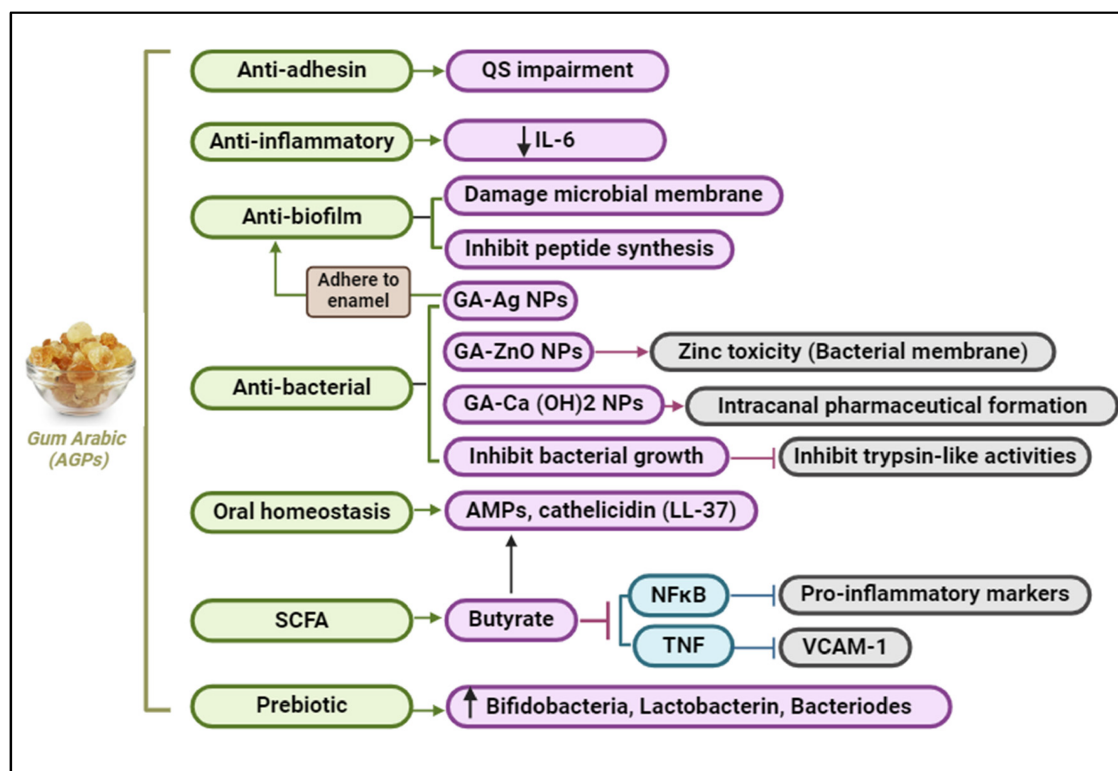 Anti-adhesin
QS impairment
Anti-inflammatory
IL-6
Anti-biofilm
Damage microbial membrane
Inhibit peptide synthesis
Adhere to
enamel
GA-Ag NPs
GA-ZnO NPs
Zinc toxicity (Bacterial membrane)
Anti-bacterial
GA-Ca (OH)2 NPs
Intracanal pharmaceutical formation
Inhibit bacterial growth
Inhibit trypsin-like activities
Gum Arabic
(AGPs)
Oral homeostasis
AMPs, cathelicidin (LL-37)
SCFA
Butyrate
NFκB
Pro-inflammatory markers
TNF
VCAM-1
Prebiotic
Bifidobacteria, Lactobacterin, Bacteriodes